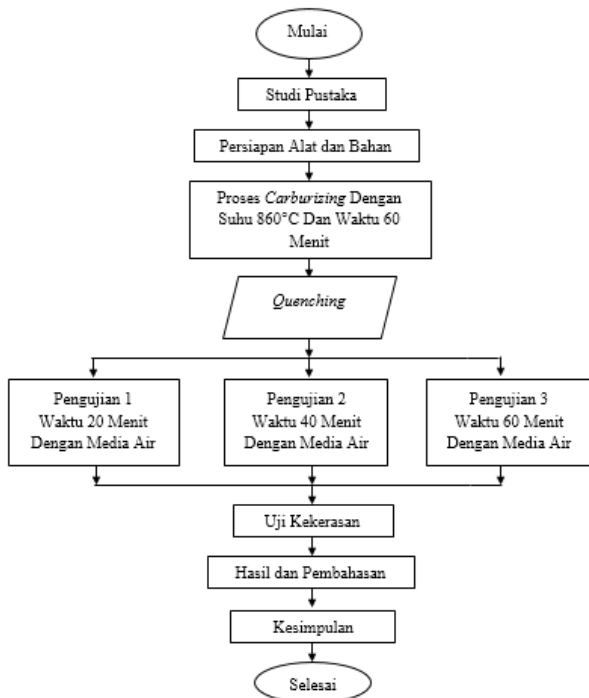 Mulai
Studi Pustaka
Persiapan Alat dan Bahan
Proses Carburizing Dengan
Suhu 860°C Dan Waktu 60
Menit
Quenching
Pengujian 1
Waktu 20 Menit
Dengan Media Air
Pengujian 2
Waktu 40 Menit
Dengan Media Air
Pengujian 3
Waktu 60 Menit
Dengan Media Air
Uji Kekerasan
Hasil dan Pembahasan
Kesimpulan
Selesai